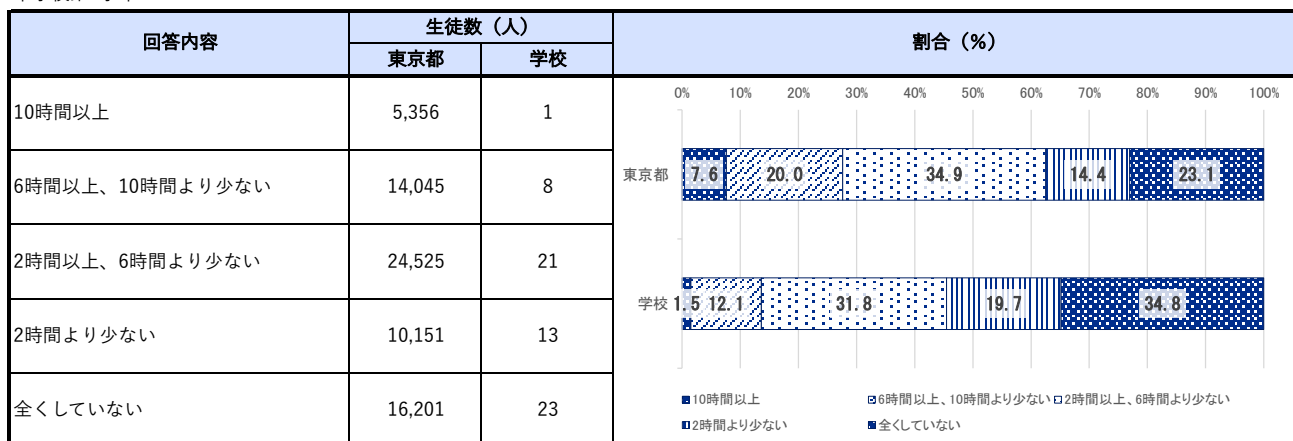 回答内容 生徒数（人） 割合（%）
東京都 学校
10時間以上 5,356 1
6時間以上、10時間より少ない 14,045 8
2時間以上、6時間より少ない 24,525 21
2時間より少ない 10,151 13
全くしていない 16,201 23
0% 10% 20% 30% 40% 50% 60% 70% 80% 90% 100%
東京都 7.6 20.0 34.9 14.4 23.1
学校 1.5 12.1 31.8 19.7 34.8
10時間以上 6時間以上、10時間より少ない 2時間以上、6時間より少ない
2時間より少ない 全くしていない